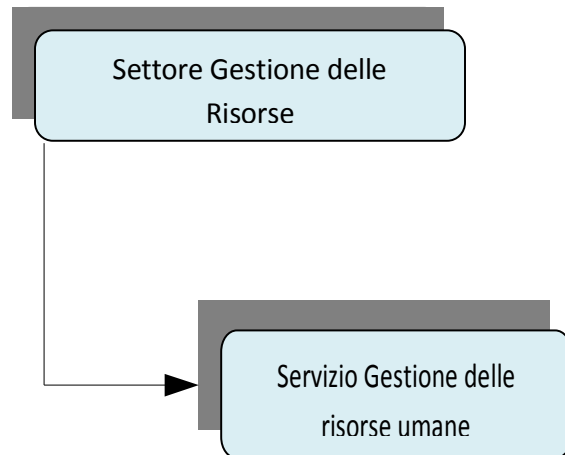 Settore Gestione delle
Risorse
Servizio Gestione delle
risorse umane